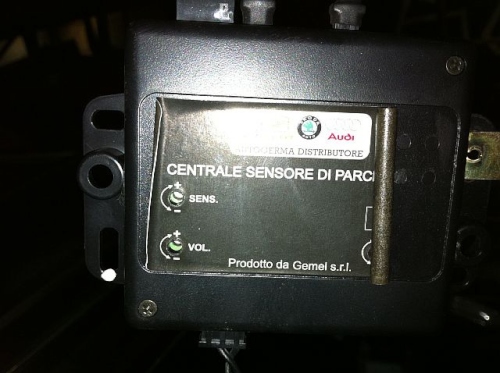 Audi
DISTRIBUTORE
CENTRALE SENSORE DI PARC
+
SENS.
-
+
VOL.
-
Prodotto da Gemel s.r.l.